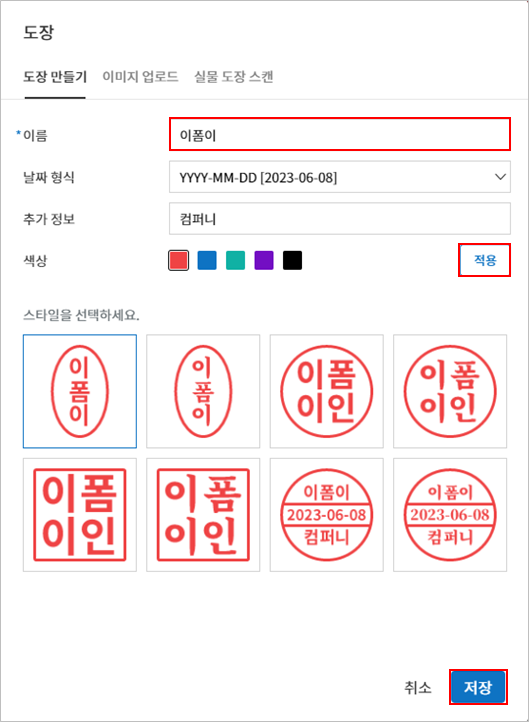 도장
도장 만들기 이미지 업로드 실물 도장 스캔
*이름 이폼이
날짜 형식 YYYY-MM-DD [2023-06-08]
추가 정보 컴퍼니
색상 적용
스타일을 선택하세요.
이
폼
이
이
폼
이
이폼
이인
이폼
이인
이폼
이인
이폼
이인
이폼이
2023-06-08
컴퍼니
이폼이
2023-06-08
컴퍼니
취소 저장